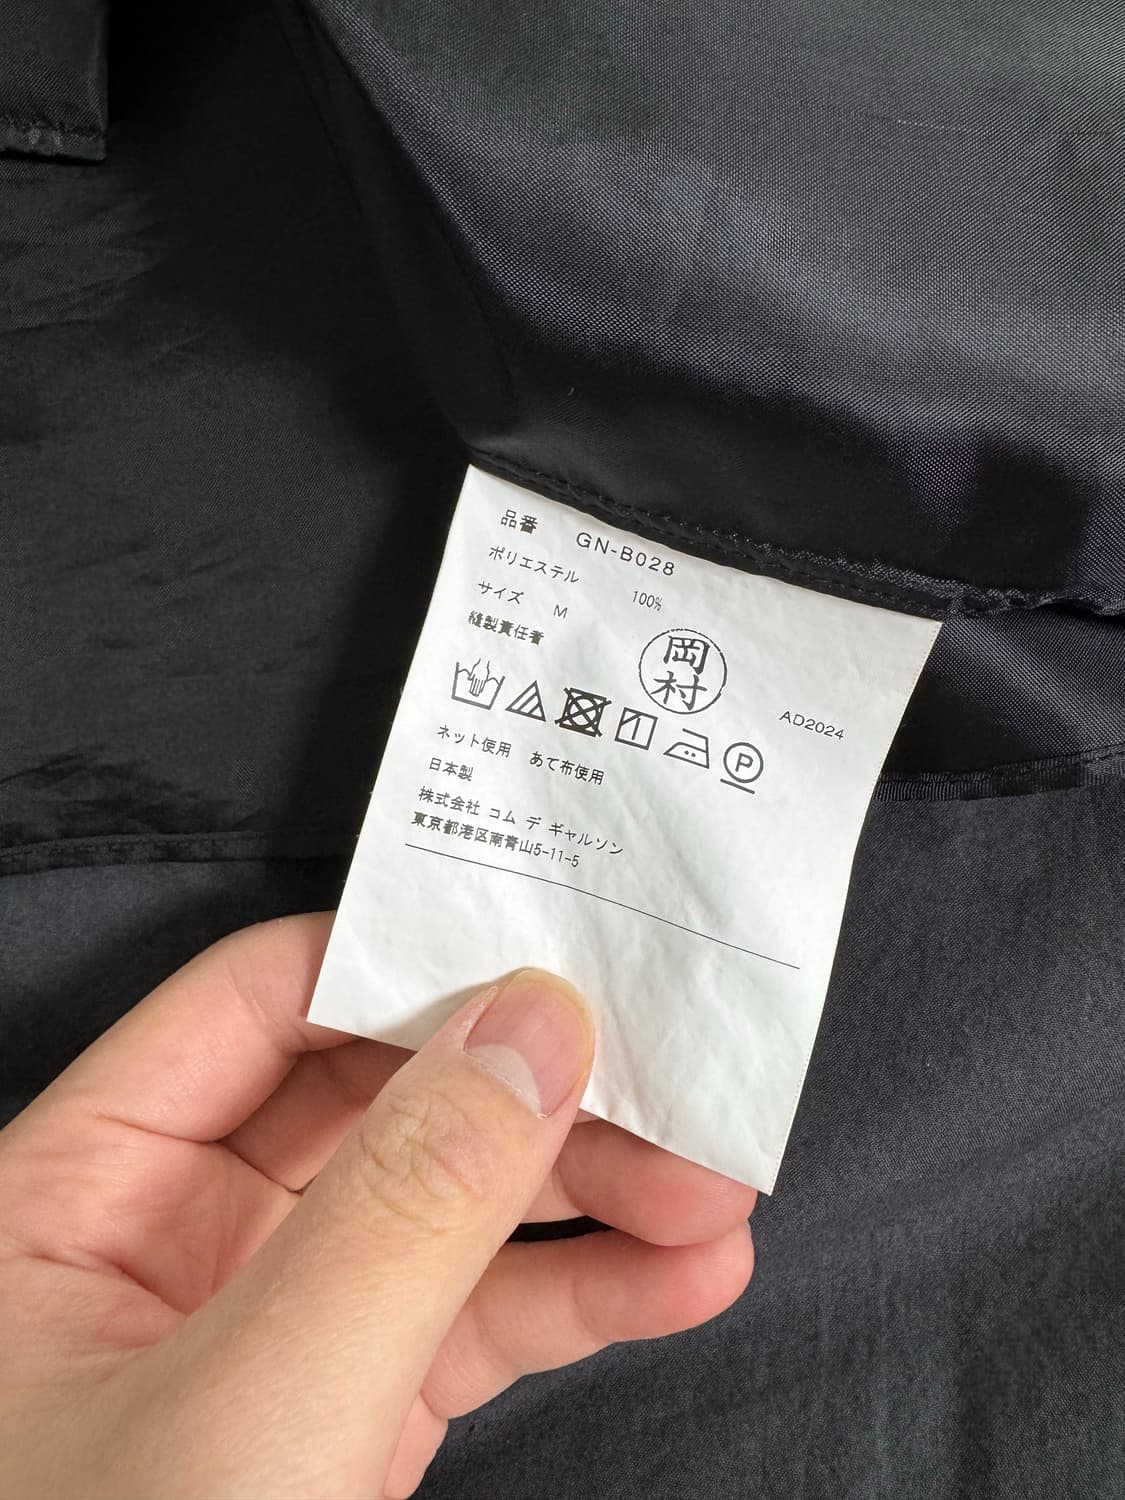 品番 GN-B028
ポリエステル 100%
サイズ M
縫製責任者
岡村
AD2024
P
ネット使用 あて布使用
日本製
株式会社 コム デ ギャルソン
東京都港区南青山5-11-5